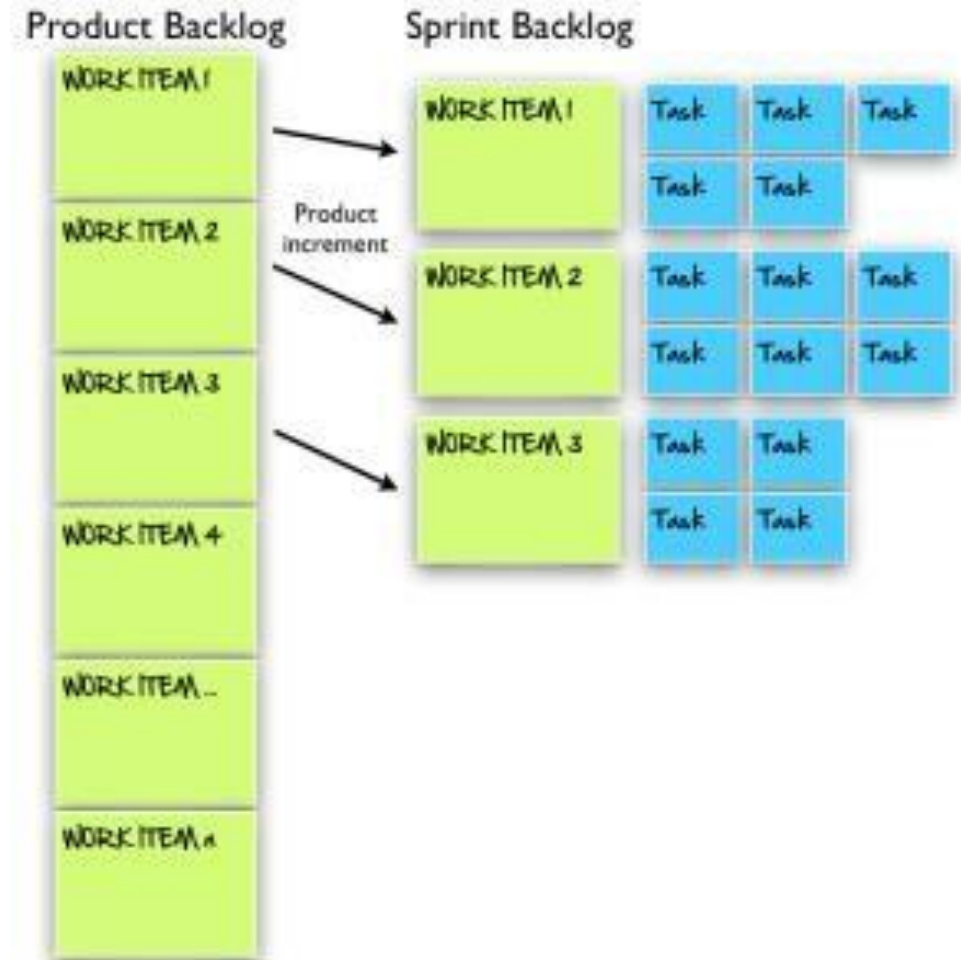 Product Backlog
WORK ITEM 1
WORK ITEM 2
WORK ITEM 3
WORK ITEM 4
WORK ITEM ...
WORK ITEM n
Product
increment
Sprint Backlog
WORK ITEM 1
Task Task Task
Task Task
WORK ITEM 2
Task Task Task
Task Task Task
WORK ITEM 3
Task Task
Task Task